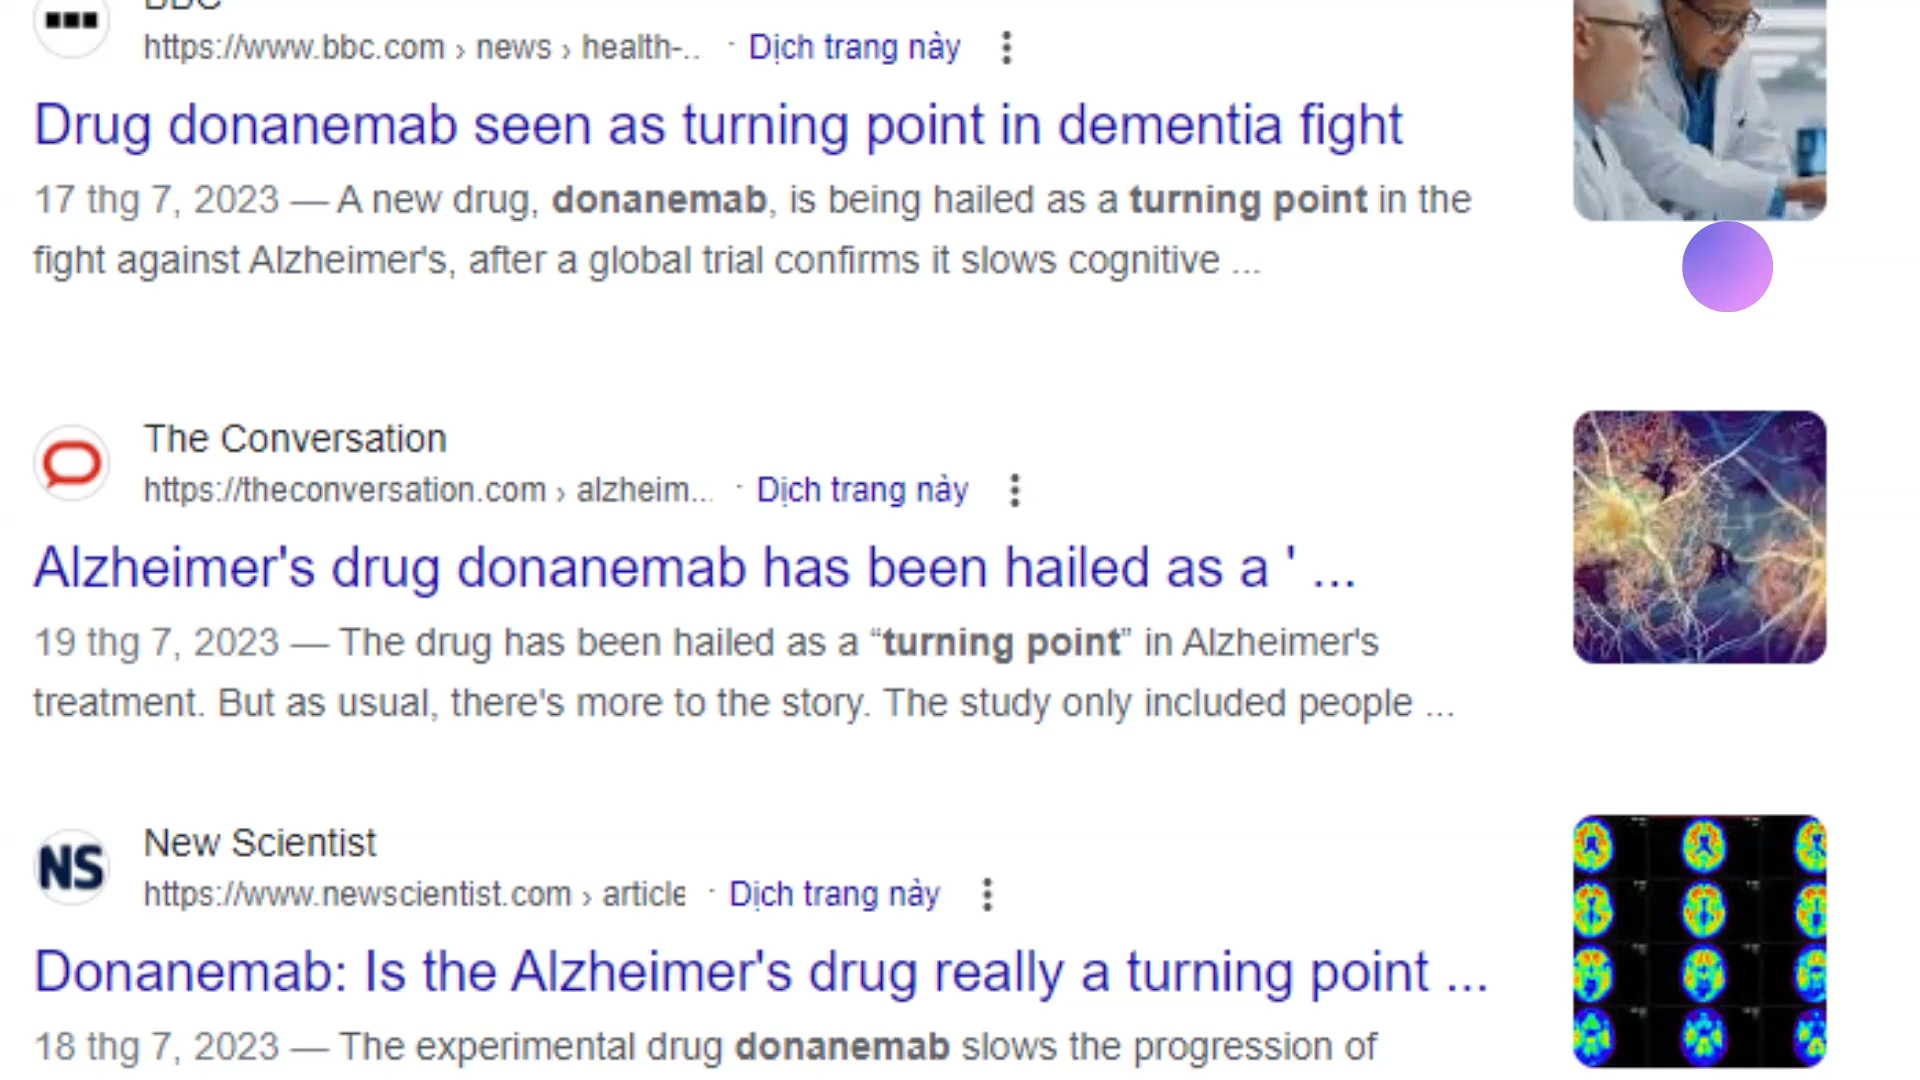 BBC
https://www.bbc.com › news › health-... · Dịch trang này
Drug donanemab seen as turning point in dementia fight
17 thg 7, 2023 — A new drug, donanemab, is being hailed as a turning point in the
fight against Alzheimer's, after a global trial confirms it slows cognitive ...
The Conversation
https://theconversation.com › alzheim... · Dịch trang này
Alzheimer's drug donanemab has been hailed as a ' ...
19 thg 7, 2023 — The drug has been hailed as a “turning point” in Alzheimer's
treatment. But as usual, there's more to the story. The study only included people ...
NS
New Scientist
https://www.newscientist.com › article · Dịch trang này
Donanemab: Is the Alzheimer's drug really a turning point ...
18 thg 7, 2023 — The experimental drug donanemab slows the progression of